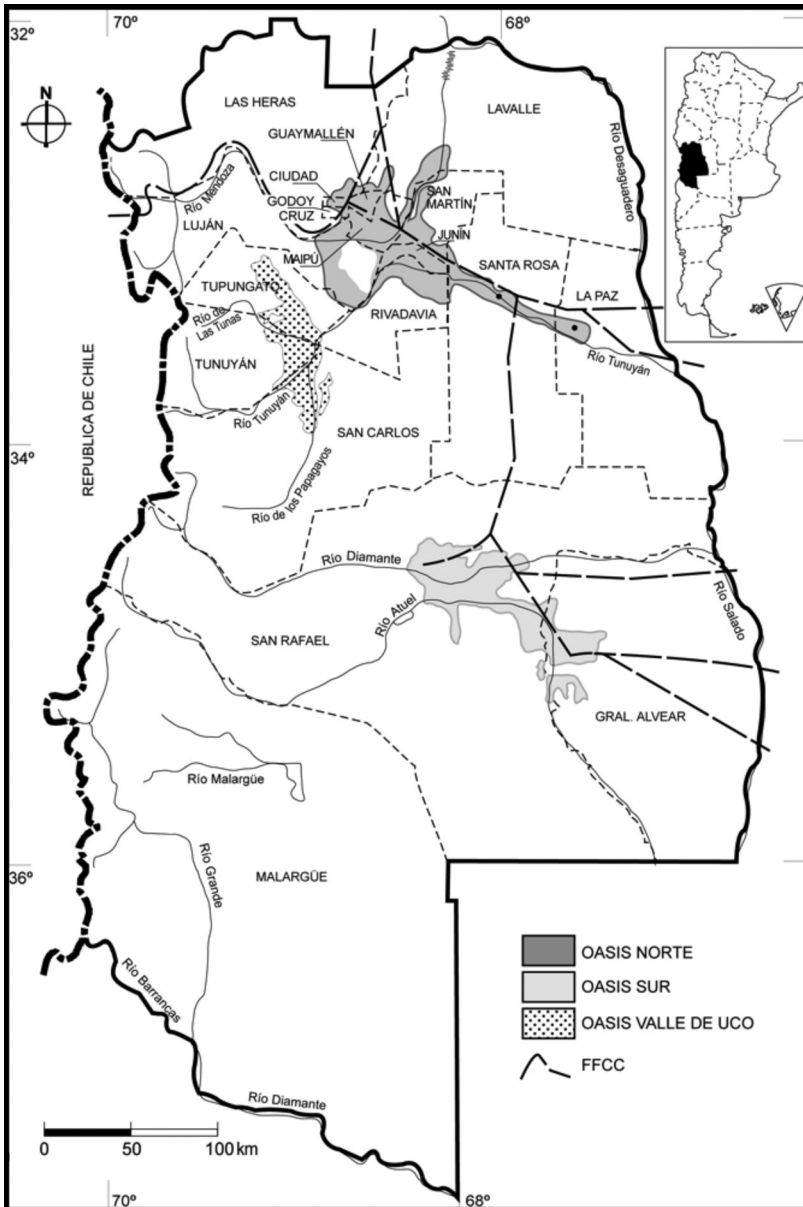 32º
70º
68º
N
LAS HERAS
LAVALLE
GUAYMALLÉN
CIUDAD
GODOY
CRUZ
SAN
MARTÍN
Río Desaguadero
Río Mendoza
LUJÁN
JUNÍN
MAIPÚ
SANTA ROSA
TUPUNGATO
LA PAZ
Río de
Las Tunas
RIVADAVIA
Río Tunuyán
TUNUYÁN
Río Tunuyán
SAN CARLOS
REPUBLICA DE CHILE
34º
Río de los Papagayos
Río Diamante
Río Atuel
Río Salado
SAN RAFAEL
GRAL. ALVEAR
Río Malargüe
36º
MALARGÜE
Río Grande
OASIS NORTE
OASIS SUR
OASIS VALLE DE UCO
FFCC
Río Barrancas
Río Diamante
0 50 100 km
70º
68º